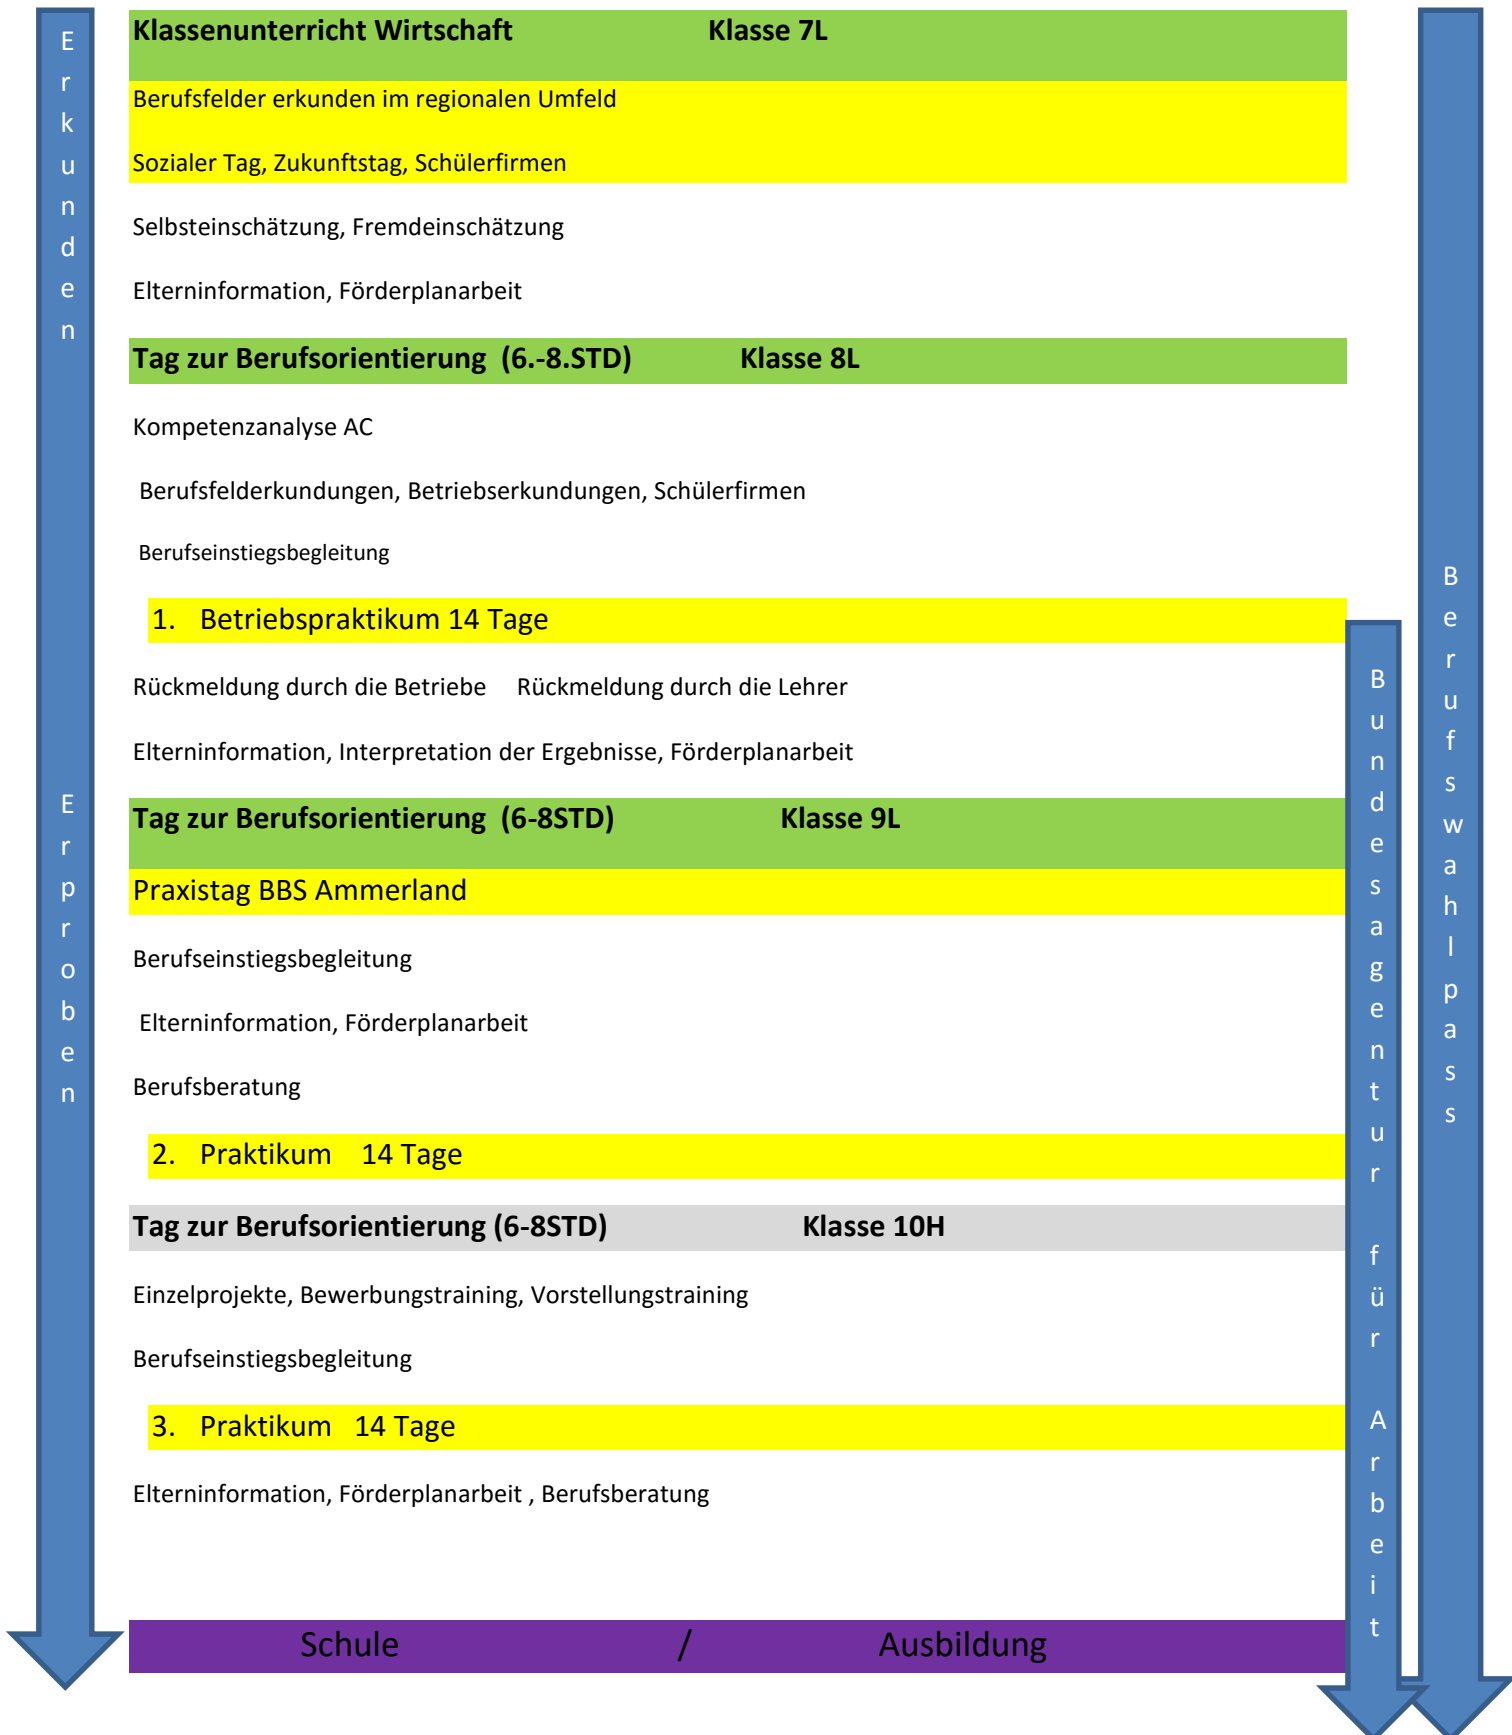 Klassenunterricht Wirtschaft Klasse 7L
Berufsfelder erkunden im regionalen Umfeld
Sozialer Tag, Zukunftstag, Schülerfirmen
Selbsteinschätzung, Fremdeinschätzung
Elterninformation, Förderplanarbeit
Tag zur Berufsorientierung (6.-8.STD) Klasse 8L
Kompetenzanalyse AC
Berufsfelderkundungen, Betriebserkundungen, Schülerfirmen
Berufseinstiegsbegleitung
1. Betriebspraktikum 14 Tage
Rückmeldung durch die Betriebe Rückmeldung durch die Lehrer
Elterninformation, Interpretation der Ergebnisse, Förderplanarbeit
Tag zur Berufsorientierung (6-8STD) Klasse 9L
Praxistag BBS Ammerland
Berufseinstiegsbegleitung
Elterninformation, Förderplanarbeit
Berufsberatung
2. Praktikum 14 Tage
Tag zur Berufsorientierung (6-8STD) Klasse 10H
Einzelprojekte, Bewerbungstraining, Vorstellungstraining
Berufseinstiegsbegleitung
3. Praktikum 14 Tage
Elterninformation, Förderplanarbeit , Berufsberatung
Schule / Ausbildung
Erkunden
Erproben
Bundesagentur für Arbeit
Berufswahlpass